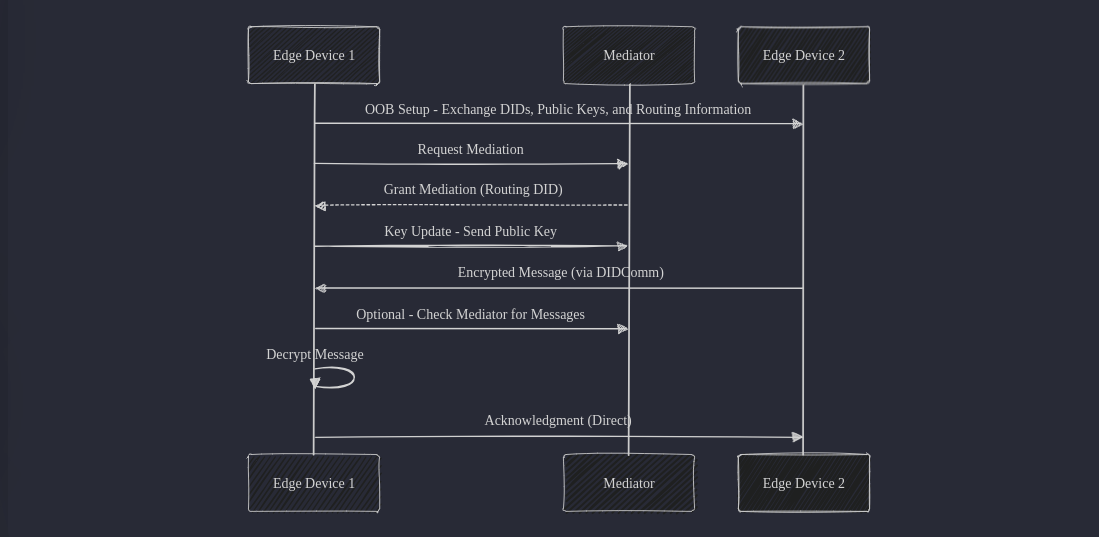 Edge Device 1
Mediator
Edge Device 2
OOB Setup - Exchange DIDs, Public Keys, and Routing Information
Request Mediation
Grant Mediation (Routing DID)
Key Update - Send Public Key
Encrypted Message (via DIDComm)
Optional - Check Mediator for Messages
Decrypt Message
Acknowledgment (Direct)
Edge Device 1
Mediator
Edge Device 2